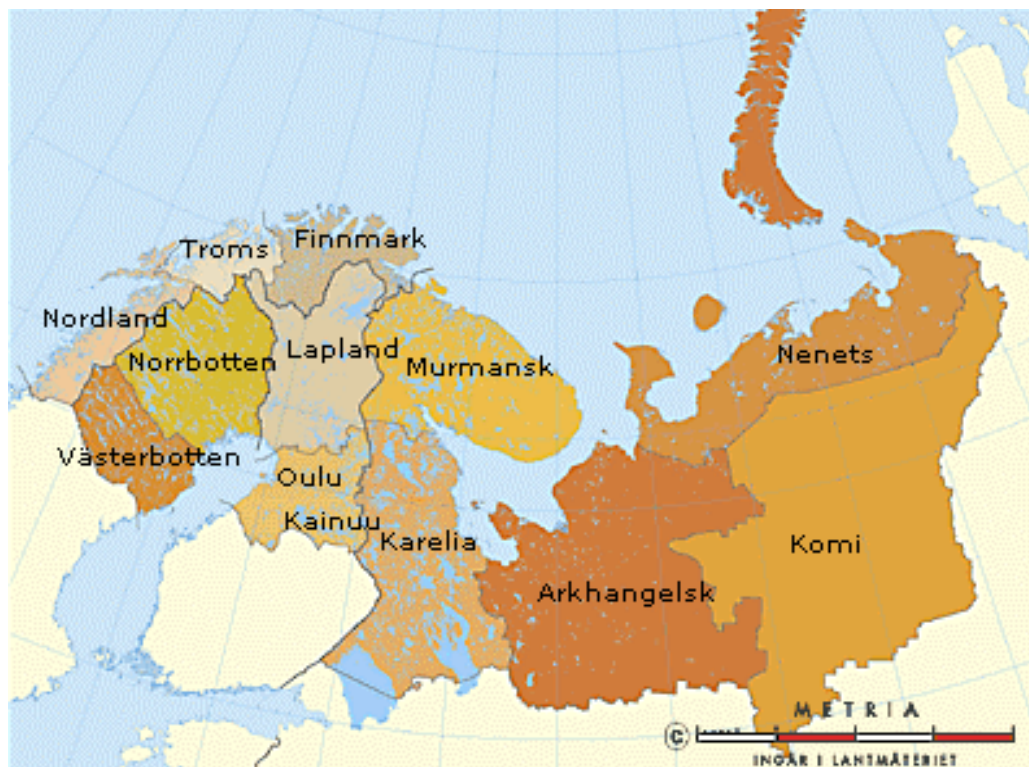 Finnmark
Troms
Nordland
Norrbotten
Lapland
Murmansk
Nenets
Västerbotten
Oulu
Kainuu
Karelia
Komi
Arkhangelsk
METRIA
©
INGÅR I LANTMÄTERIET